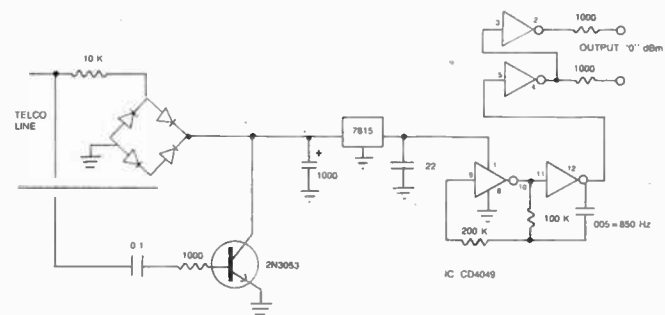 10 K
TELCO
LINE
7815
+
1000
22
0 1
1000
2N3053
3
2
1000
OUTPUT "0" dBm
5
4
1000
9
1
8
10
11
12
100 K
200 K
.005 = 850 Hz
IC CD4049